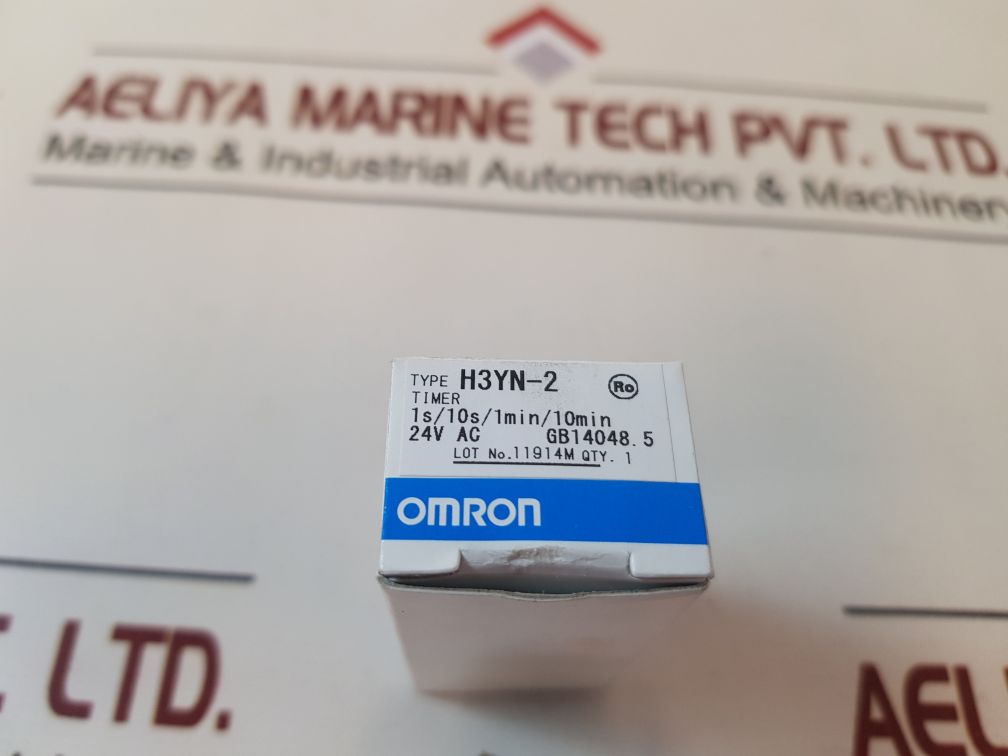 AELIYA MARINE TECH PVT. LTD.
Marine & Industrial Automation & Machinery
TYPE H3YN-2 Ro
TIMER
1s/10s/1min/10min
24V AC GB14048.5
LOT No.11914M QTY. 1
OMRON
LTD.
AEL